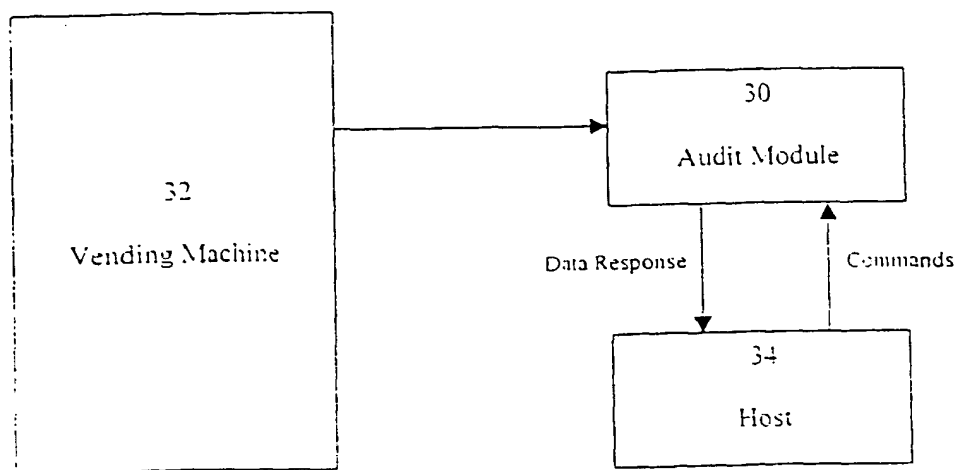 30
Audit Module
32
Vending Machine
Data Response
Commands
34
Host